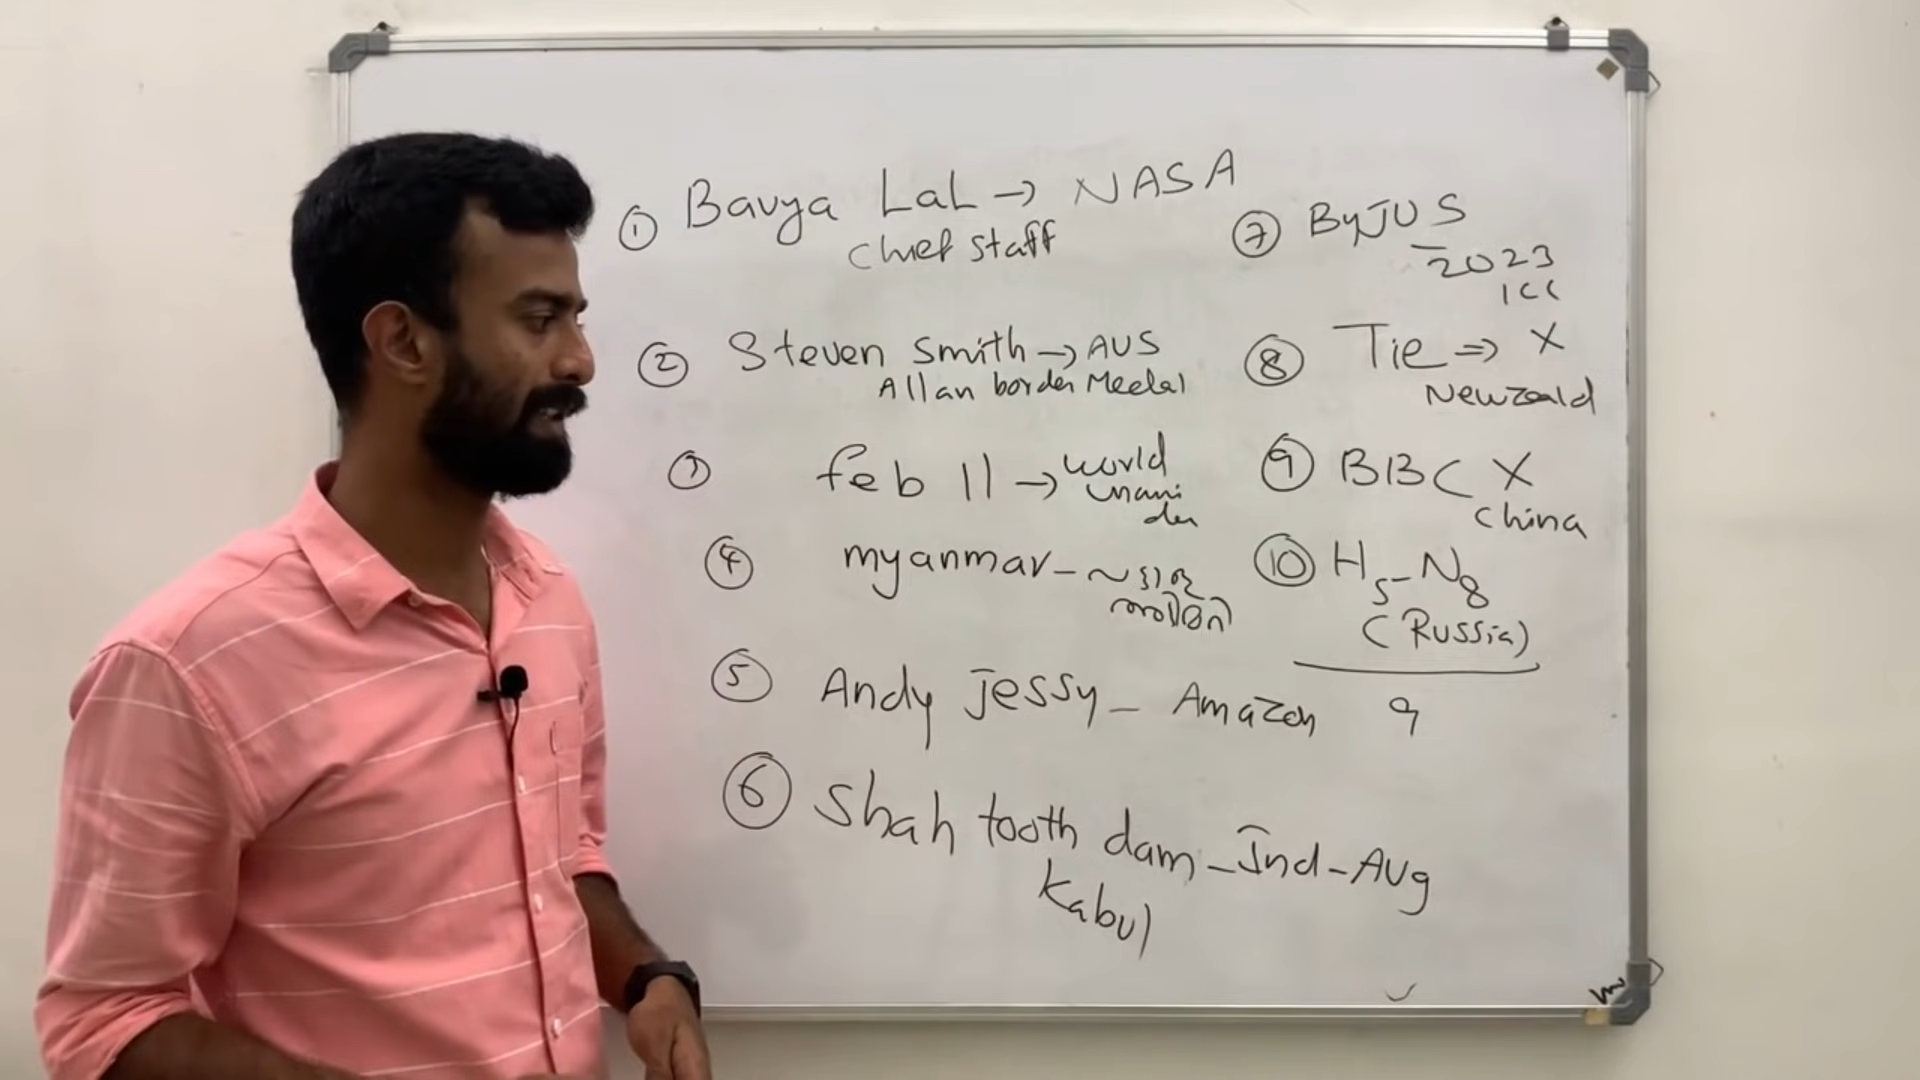 ① Bavya LaL → NASA
chief staff
② Steven Smith → AUS
Allan border Medal
③ feb 11 → world
unani
④ myanmar -
⑤ Andy Jessy - Amazon
⑥ Shah tooth dam - Ind - Aug
Kabul
⑦ ByJUS
- 2023
ICC
⑧ Tie ⇒ X
Newzeald
⑨ BBC X
China
⑩ H5-N8
(Russia)
9